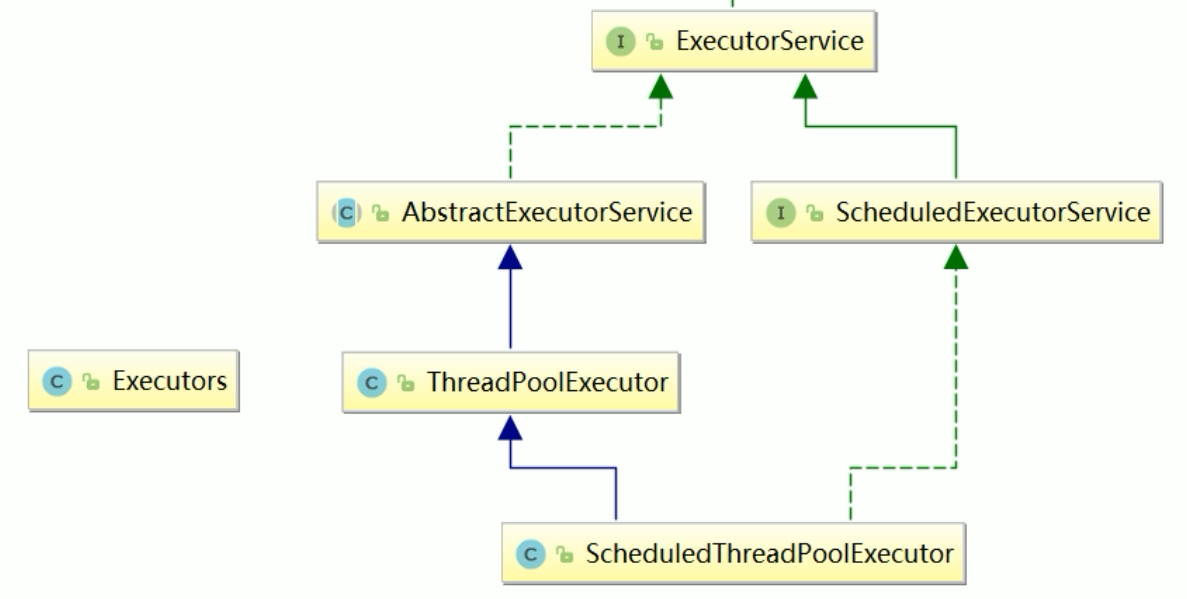 I ExecutorService
C AbstractExecutorService
I ScheduledExecutorService
C Executors
C ThreadPoolExecutor
C ScheduledThreadPoolExecutor